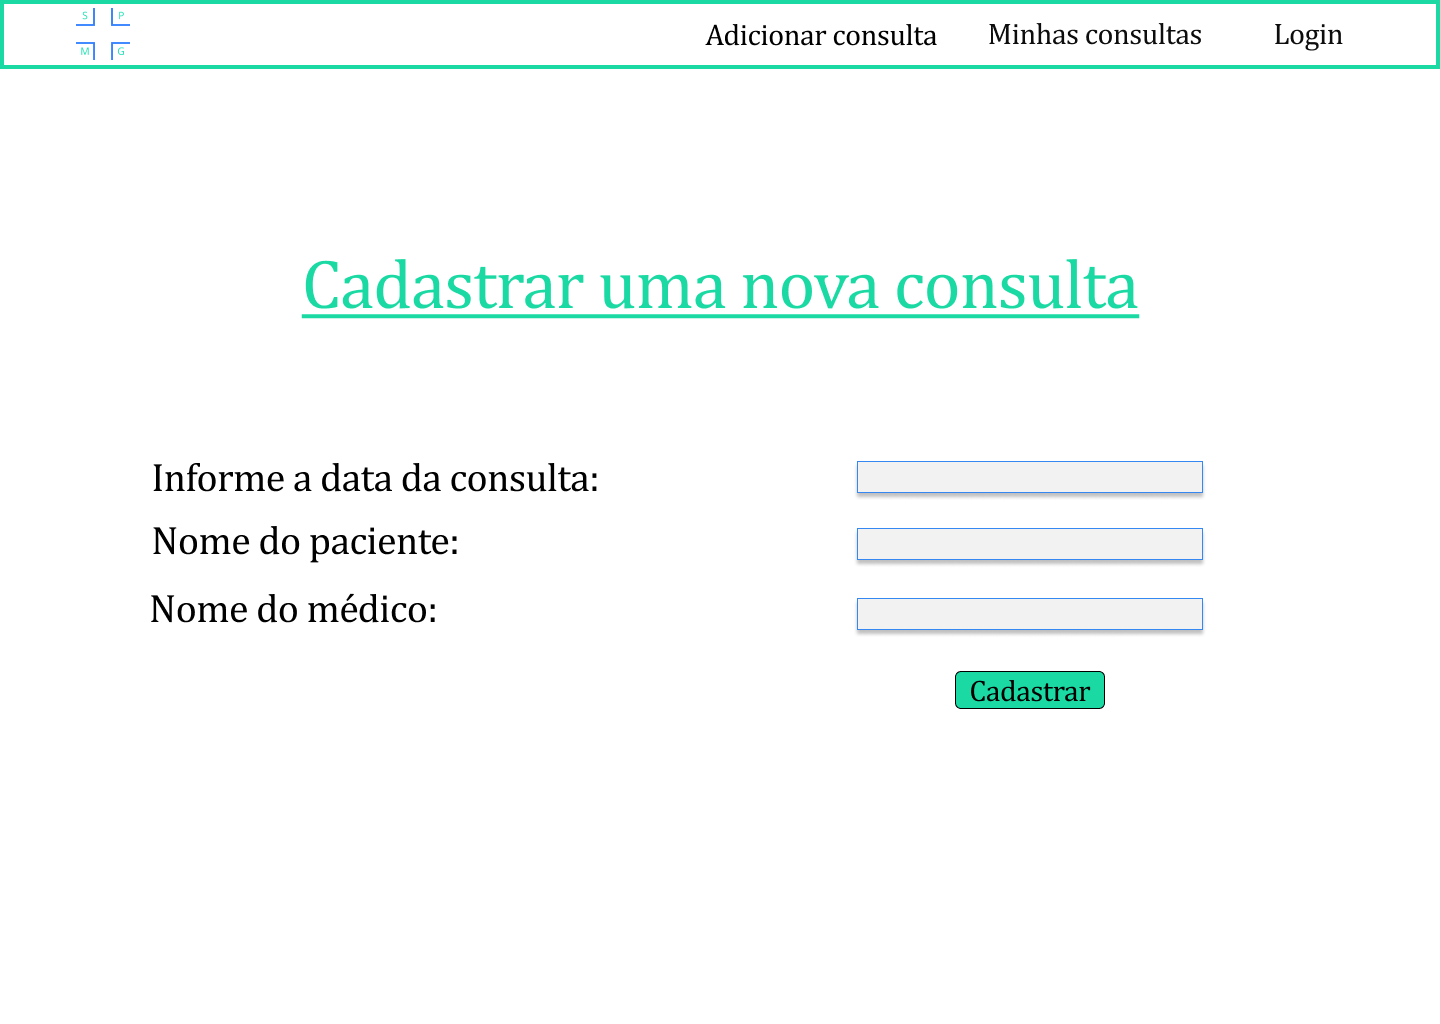 S P
M G
Adicionar consulta Minhas consultas Login
Cadastrar uma nova consulta
Informe a data da consulta:
Nome do paciente:
Nome do médico:
Cadastrar